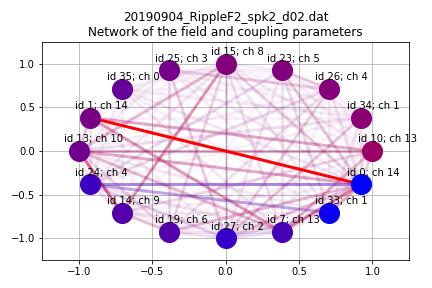 20190904_RippleF2_spk2_d02.dat
Network of the field and coupling parameters
id 15; ch 8
id 25; ch 3
id 23; ch 5
id 35; ch 0
id 26; ch 4
id 1; ch 14
id 34; ch 1
id 13; ch 10
id 10; ch 13
id 24; ch 4
id 0; ch 14
id 14; ch 9
id 33; ch 1
id 19; ch 6
id 7; ch 13
id 27; ch 2
1.0
0.5
0.0
−0.5
−1.0
−1.0
−0.5
0.0
0.5
1.0